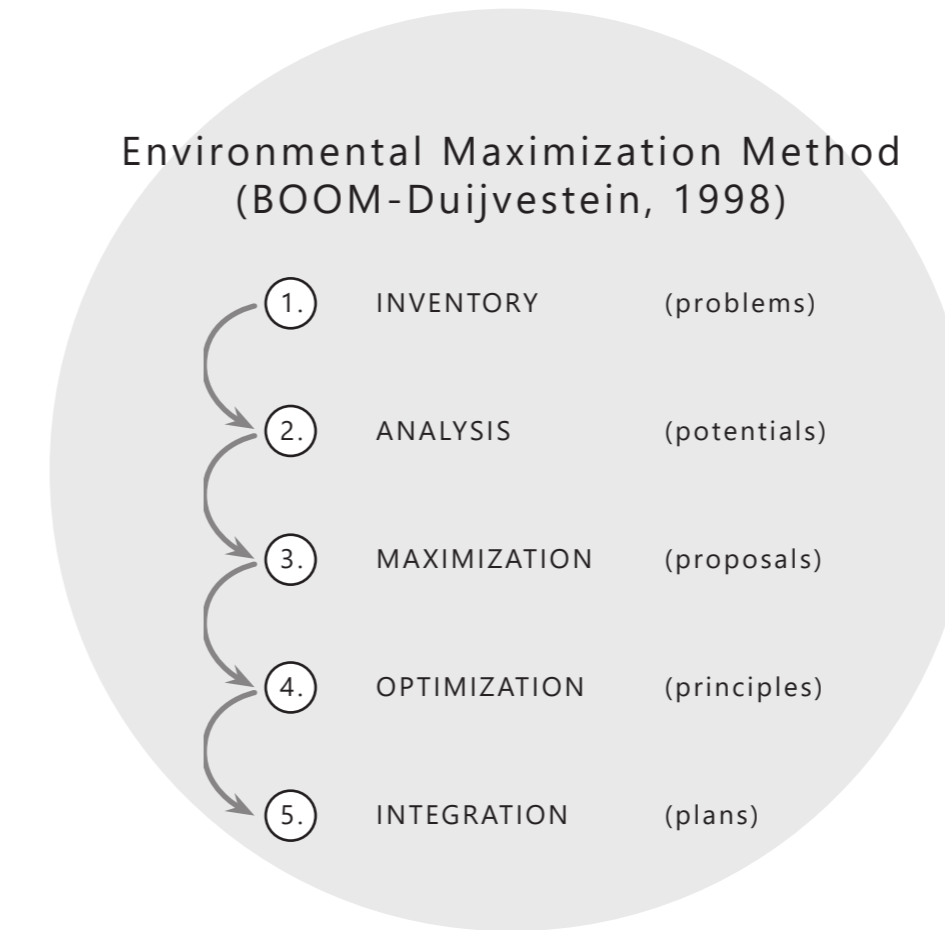 Environmental Maximization Method
(BOOM-Duijvestein, 1998)
1. INVENTORY (problems)
2. ANALYSIS (potentials)
3. MAXIMIZATION (proposals)
4. OPTIMIZATION (principles)
5. INTEGRATION (plans)